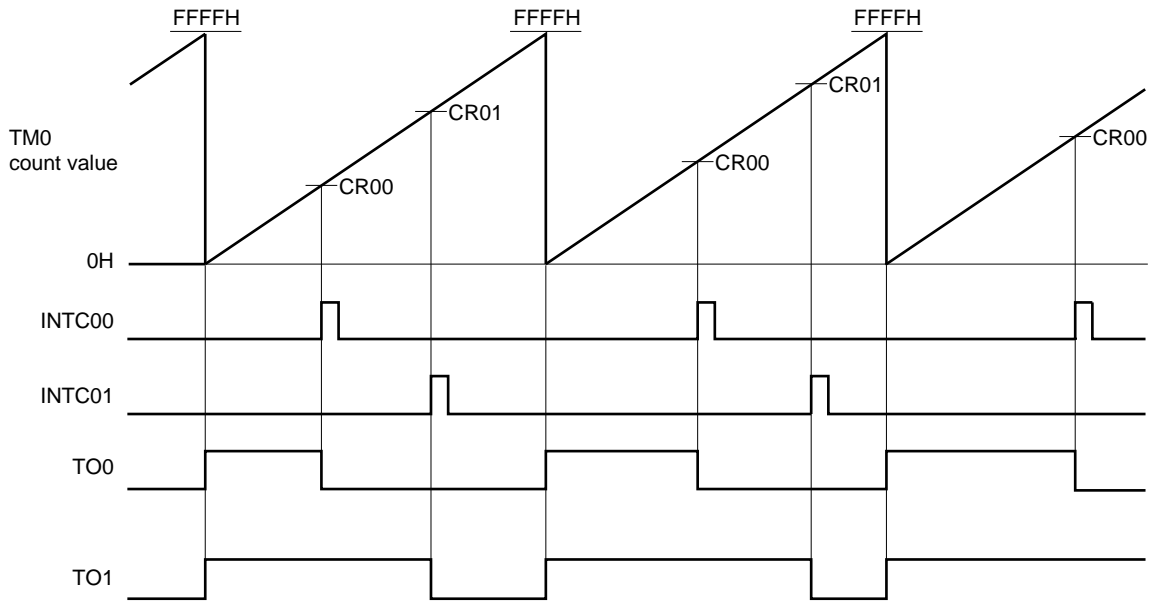 FFFFH FFFFH FFFFH
CR01
CR01
TM0
count value
CR00
CR00
CR00
0H
INTC00
INTC01
TO0
TO1